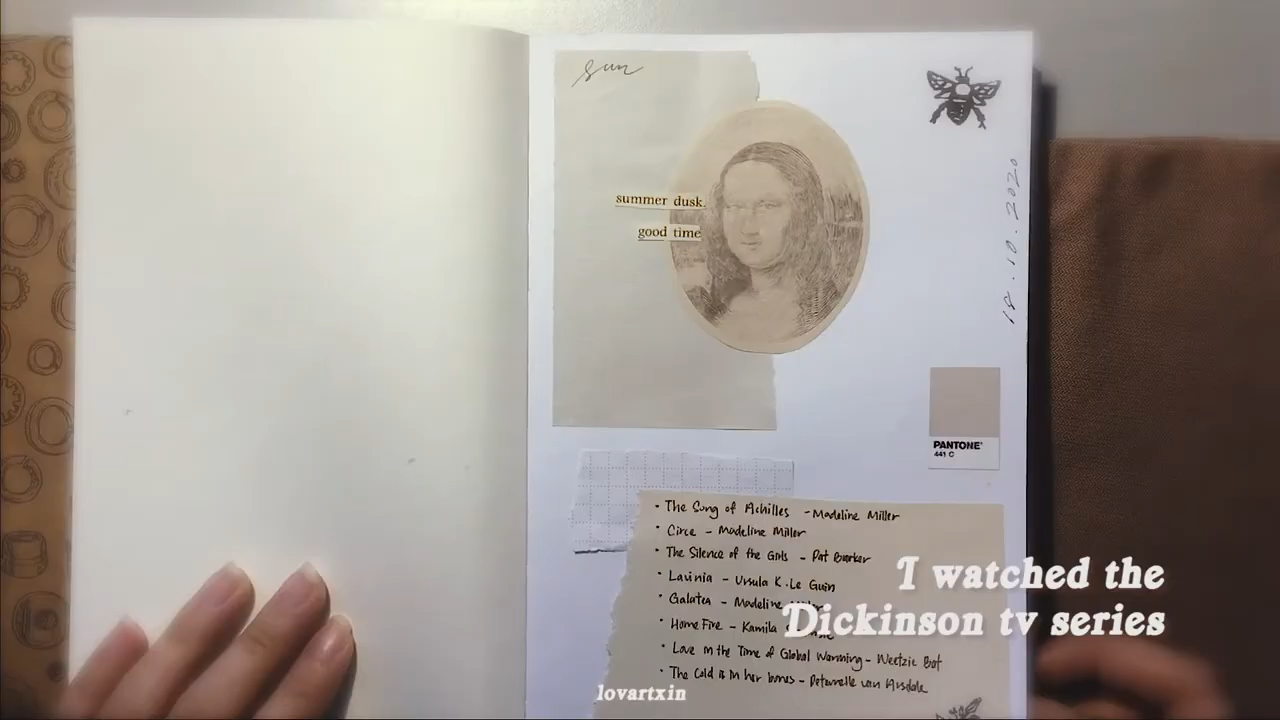 sun
summer dusk.
good time
18.10.2020
PANTONE®
441 C
• The Song of Achilles - Madeline Miller
• Circe - Madeline Miller
• The Silence of the Girls - Pat Barker
• Lavinia - Ursula K. Le Guin
• Galatea - Madeline Miller
• Home Fire - Kamila
• Love in the Time of Global Warming - Weetzie Bat
• The Cold is in her bones - Peternelle van Arsdale
I watched the
Dickinson tv series
lovartxin